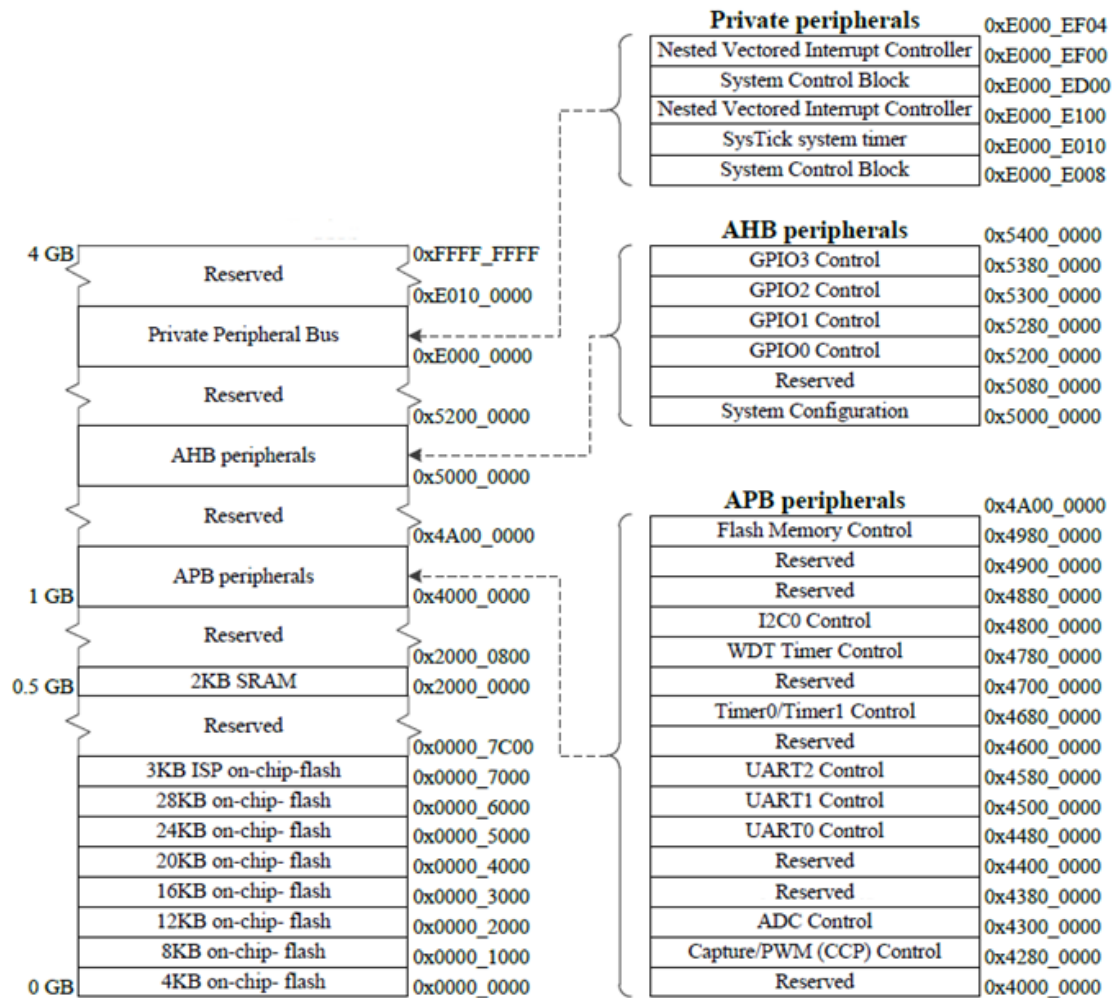 Private peripherals
0xE000_EF04
Nested Vectored Interrupt Controller
0xE000_EF00
System Control Block
0xE000_ED00
Nested Vectored Interrupt Controller
0xE000_E100
SysTick system timer
0xE000_E010
System Control Block
0xE000_E008
4 GB
0xFFFF_FFFF
Reserved
0xE010_0000
Private Peripheral Bus
0xE000_0000
Reserved
0x5200_0000
AHB peripherals
0x5000_0000
Reserved
0x4A00_0000
APB peripherals
1 GB
0x4000_0000
Reserved
0x2000_0800
0.5 GB
2KB SRAM
0x2000_0000
Reserved
0x0000_7C00
3KB ISP on-chip-flash
0x0000_7000
28KB on-chip- flash
0x0000_6000
24KB on-chip- flash
0x0000_5000
20KB on-chip- flash
0x0000_4000
16KB on-chip- flash
0x0000_3000
12KB on-chip- flash
0x0000_2000
8KB on-chip- flash
0x0000_1000
0 GB
4KB on-chip- flash
0x0000_0000
AHB peripherals
0x5400_0000
GPIO3 Control
0x5380_0000
GPIO2 Control
0x5300_0000
GPIO1 Control
0x5280_0000
GPIO0 Control
0x5200_0000
Reserved
0x5080_0000
System Configuration
0x5000_0000
APB peripherals
0x4A00_0000
Flash Memory Control
0x4980_0000
Reserved
0x4900_0000
Reserved
0x4880_0000
I2C0 Control
0x4800_0000
WDT Timer Control
0x4780_0000
Reserved
0x4700_0000
Timer0/Timer1 Control
0x4680_0000
Reserved
0x4600_0000
UART2 Control
0x4580_0000
UART1 Control
0x4500_0000
UART0 Control
0x4480_0000
Reserved
0x4400_0000
Reserved
0x4380_0000
ADC Control
0x4300_0000
Capture/PWM (CCP) Control
0x4280_0000
Reserved
0x4000_0000